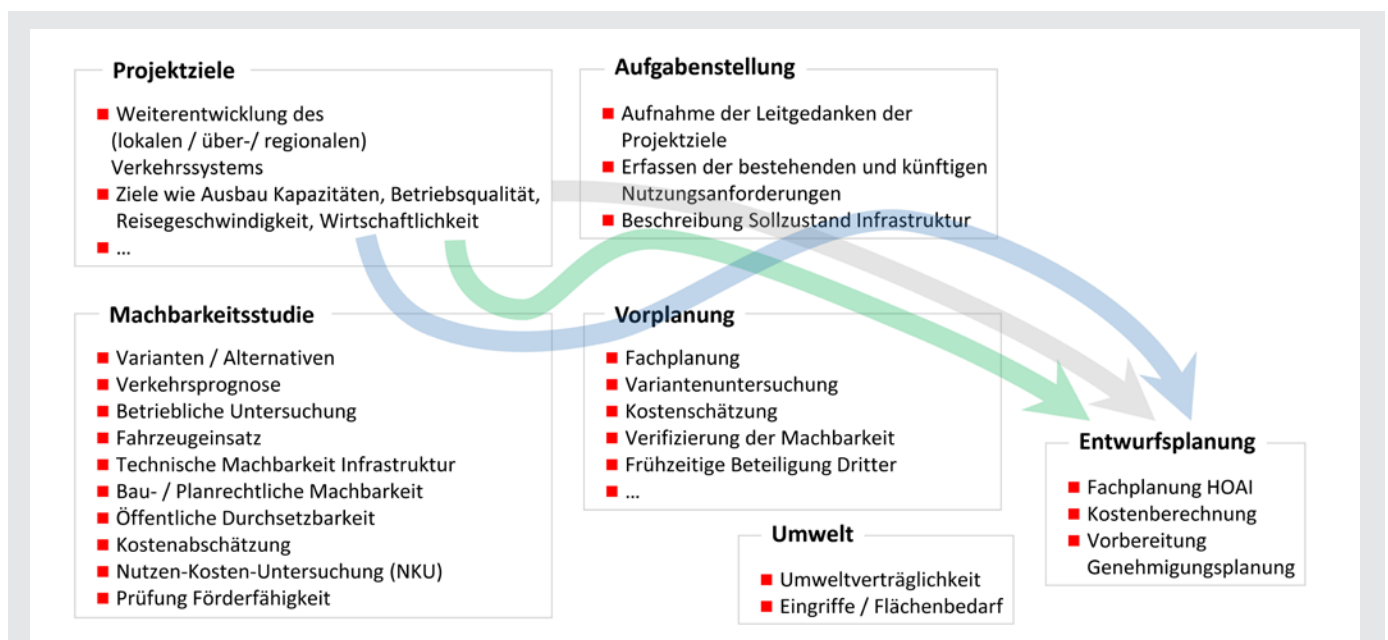 Projektziele
Weiterentwicklung des
(lokalen / über-/ regionalen)
Verkehrssystems
Ziele wie Ausbau Kapazitäten, Betriebsqualität,
Reisegeschwindigkeit, Wirtschaftlichkeit
...
Aufgabenstellung
Aufnahme der Leitgedanken der
Projektziele
Erfassen der bestehenden und künftigen
Nutzungsanforderungen
Beschreibung Sollzustand Infrastruktur
Machbarkeitsstudie
Varianten / Alternativen
Verkehrsprognose
Betriebliche Untersuchung
Fahrzeugeinsatz
Technische Machbarkeit Infrastruktur
Bau- / Planrechtliche Machbarkeit
Öffentliche Durchsetzbarkeit
Kostenabschätzung
Nutzen-Kosten-Untersuchung (NKU)
Prüfung Förderfähigkeit
Vorplanung
Fachplanung
Variantenuntersuchung
Kostenschätzung
Verifizierung der Machbarkeit
Frühzeitige Beteiligung Dritter
...
Umwelt
Umweltverträglichkeit
Eingriffe / Flächenbedarf
Entwurfsplanung
Fachplanung HOAI
Kostenberechnung
Vorbereitung
Genehmigungsplanung